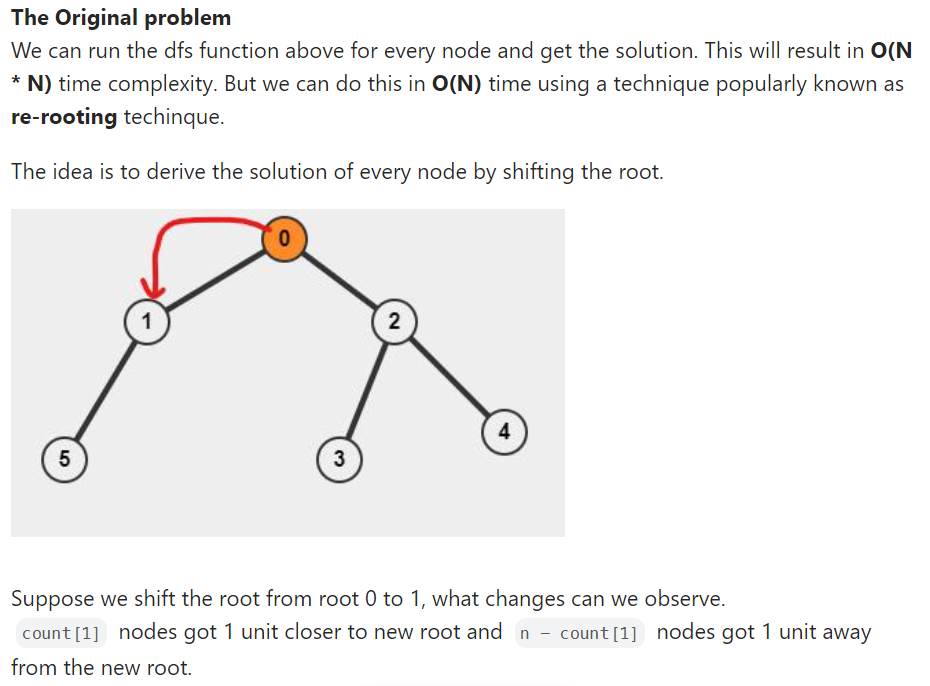 The Original problem
We can run the dfs function above for every node and get the solution. This will result in O(N
* N) time complexity. But we can do this in O(N) time using a technique popularly known as
re-rooting techinque.
The idea is to derive the solution of every node by shifting the root.
0
1
2
5
3
4
Suppose we shift the root from root 0 to 1, what changes can we observe.
count[1] nodes got 1 unit closer to new root and n - count[1] nodes got 1 unit away
from the new root.